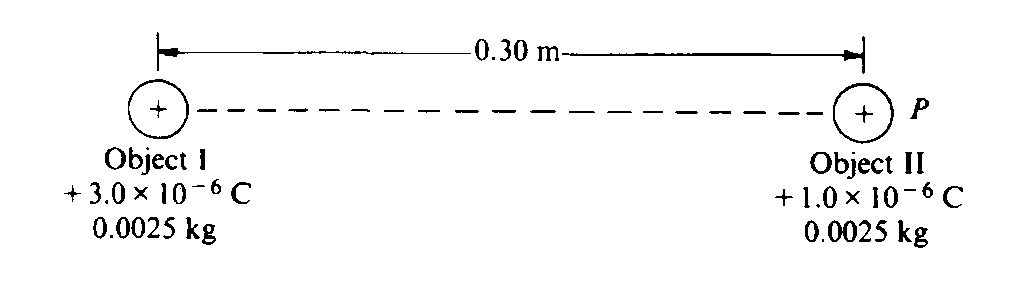 0.30 m
+ + P
Object I Object II
+ 3.0 × 10⁻⁶ C + 1.0 × 10⁻⁶ C
0.0025 kg 0.0025 kg